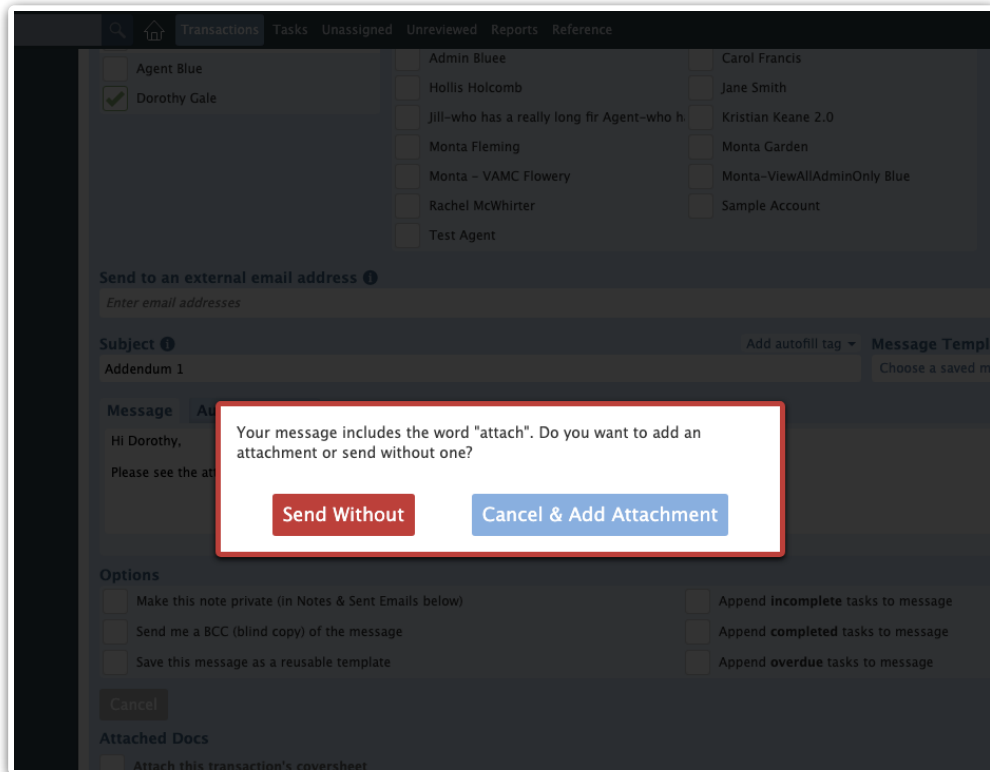 Transactions Tasks Unassigned Unreviewed Reports Reference
Agent Blue
Dorothy Gale
Admin Bluee
Hollis Holcomb
Jill-who has a really long fir Agent-who h
Monta Fleming
Monta - VAMC Flowery
Rachel McWhirter
Test Agent
Carol Francis
Jane Smith
Kristian Keane 2.0
Monta Garden
Monta-ViewAllAdminOnly Blue
Sample Account
Send to an external email address
Enter email addresses
Subject
Add autofill tag
Message Templ
Addendum 1
Choose a saved m
Message Au
Hi Dorothy,
Please see the at
Your message includes the word "attach". Do you want to add an
attachment or send without one?
Send Without
Cancel & Add Attachment
Options
Make this note private (in Notes & Sent Emails below)
Send me a BCC (blind copy) of the message
Save this message as a reusable template
Append incomplete tasks to message
Append completed tasks to message
Append overdue tasks to message
Cancel
Attached Docs
Attach this transaction's coversheet